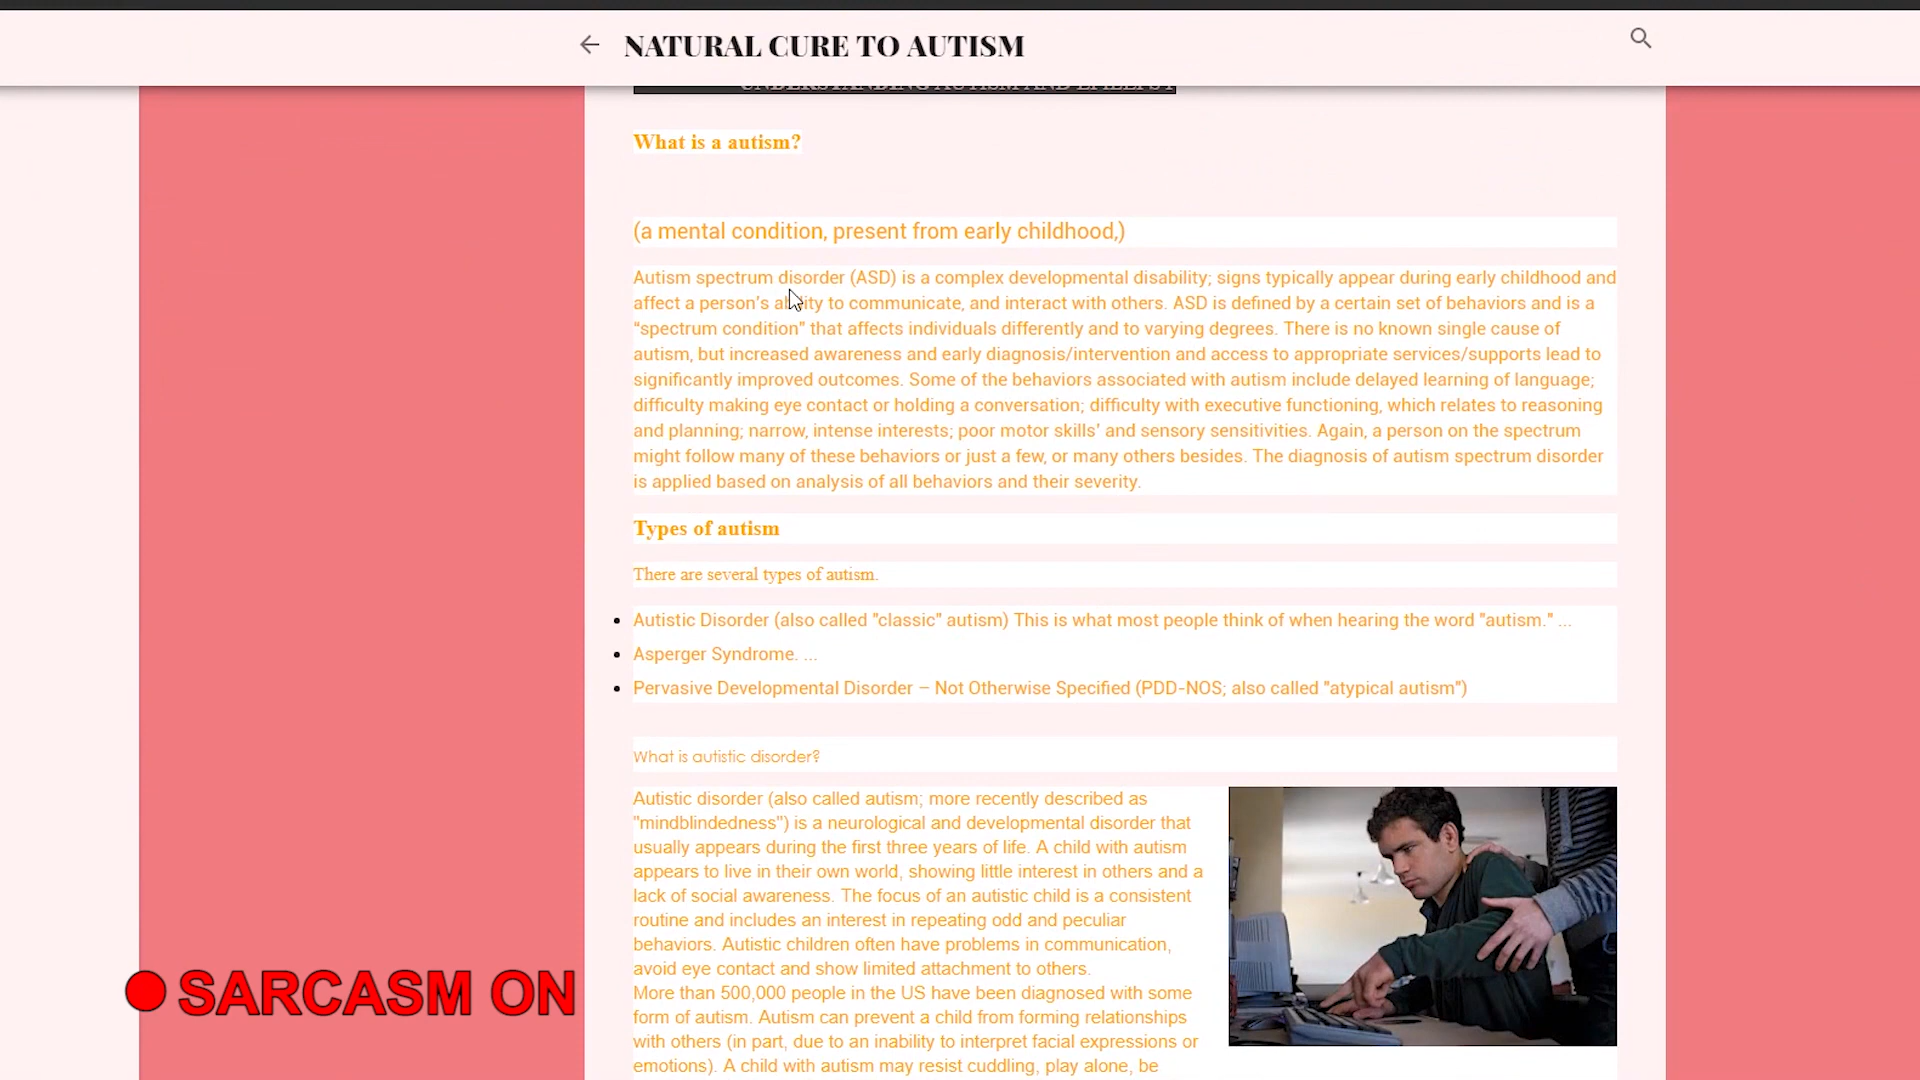 NATURAL CURE TO AUTISM
UNDERSTANDING AUTISM AND EPILEPSY
What is a autism?
(a mental condition, present from early childhood,)
Autism spectrum disorder (ASD) is a complex developmental disability; signs typically appear during early childhood and
affect a person's ability to communicate, and interact with others. ASD is defined by a certain set of behaviors and is a
“spectrum condition” that affects individuals differently and to varying degrees. There is no known single cause of
autism, but increased awareness and early diagnosis/intervention and access to appropriate services/supports lead to
significantly improved outcomes. Some of the behaviors associated with autism include delayed learning of language;
difficulty making eye contact or holding a conversation; difficulty with executive functioning, which relates to reasoning
and planning; narrow, intense interests; poor motor skills’ and sensory sensitivities. Again, a person on the spectrum
might follow many of these behaviors or just a few, or many others besides. The diagnosis of autism spectrum disorder
is applied based on analysis of all behaviors and their severity.
Types of autism
There are several types of autism.
Autistic Disorder (also called "classic" autism) This is what most people think of when hearing the word "autism." ...
Asperger Syndrome. ...
Pervasive Developmental Disorder – Not Otherwise Specified (PDD-NOS; also called "atypical autism")
What is autistic disorder?
Autistic disorder (also called autism; more recently described as
"mindblindedness") is a neurological and developmental disorder that
usually appears during the first three years of life. A child with autism
appears to live in their own world, showing little interest in others and a
lack of social awareness. The focus of an autistic child is a consistent
routine and includes an interest in repeating odd and peculiar
behaviors. Autistic children often have problems in communication,
avoid eye contact and show limited attachment to others.
More than 500,000 people in the US have been diagnosed with some
form of autism. Autism can prevent a child from forming relationships
with others (in part, due to an inability to interpret facial expressions or
emotions). A child with autism may resist cuddling, play alone, be
SARCASM ON